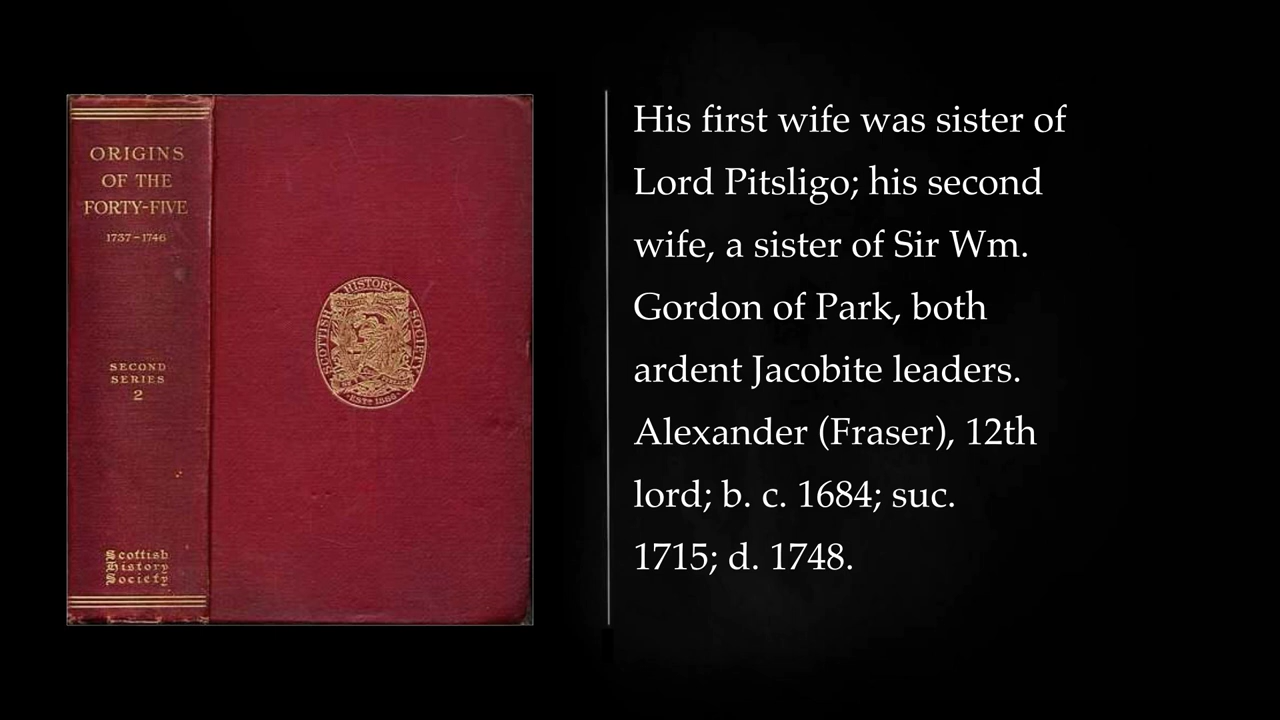 ORIGINS
OF THE
FORTY-FIVE
1737-1746
SECOND
SERIES
2
Scottish
History
Society
SCOTTISH HISTORY SOCIETY
ESTD 1886
His first wife was sister of
Lord Pitsligo; his second
wife, a sister of Sir Wm.
Gordon of Park, both
ardent Jacobite leaders.
Alexander (Fraser), 12th
lord; b. c. 1684; suc.
1715; d. 1748.